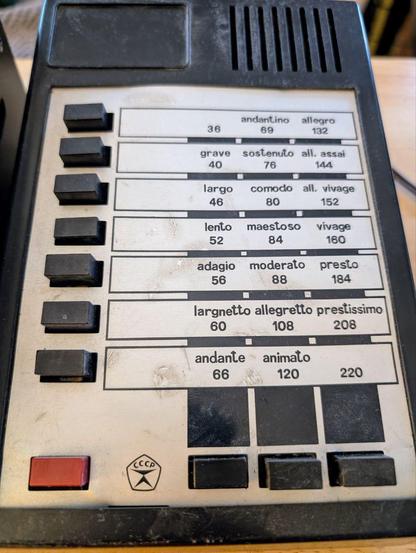 andantino allegro
36 69 132
grave sostenuto all. assai
40 76 144
largo comodo all. vivage
46 80 152
lento maestoso vivage
52 84 160
adagio moderato presto
56 88 184
largnetto allegretto prestissimo
60 108 208
andante animato
66 120 220
СССР